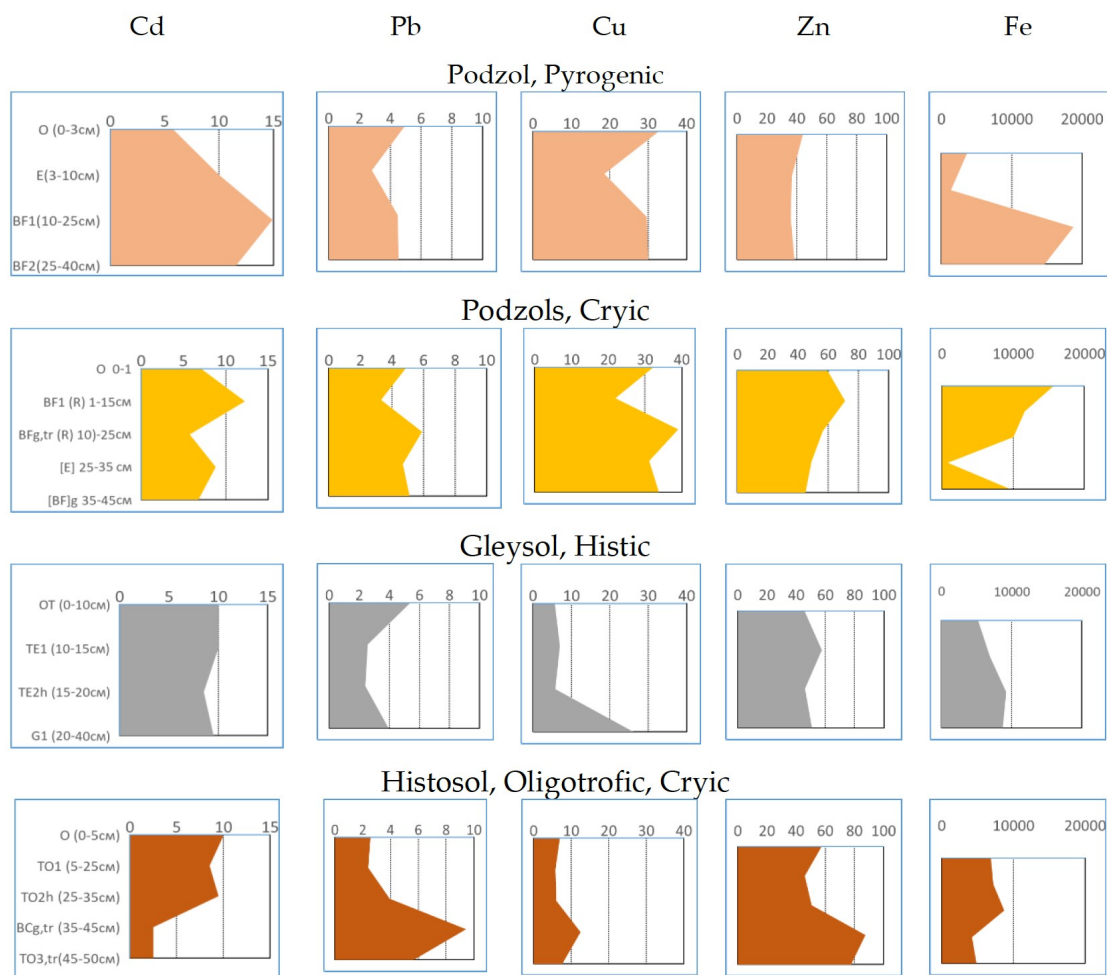 Cd Pb Cu Zn Fe
Podzol, Pyrogenic
0 5 10 15
O (0-3см)
E(3-10см)
BF1(10-25см)
BF2(25-40см)
0 2 4 6 8 10
0 10 20 30 40
0 20 40 60 80 100
0 10000 20000
Podzols, Cryic
0 5 10 15
O 0-1
BF1 (R) 1-15см
BFg,tr (R) 10)-25см
[E] 25-35 см
[BF]g 35-45см
0 2 4 6 8 10
0 10 20 30 40
0 20 40 60 80 100
0 10000 20000
Gleysol, Histic
0 5 10 15
OT (0-10см)
TE1 (10-15см)
TE2h (15-20см)
G1 (20-40см)
0 2 4 6 8 10
0 10 20 30 40
0 20 40 60 80 100
0 10000 20000
Histosol, Oligotrofic, Cryic
0 5 10 15
O (0-5см)
TO1 (5-25см)
TO2h (25-35см)
BCg,tr (35-45см)
TO3,tr(45-50см)
0 2 4 6 8 10
0 10 20 30 40
0 20 40 60 80 100
0 10000 20000